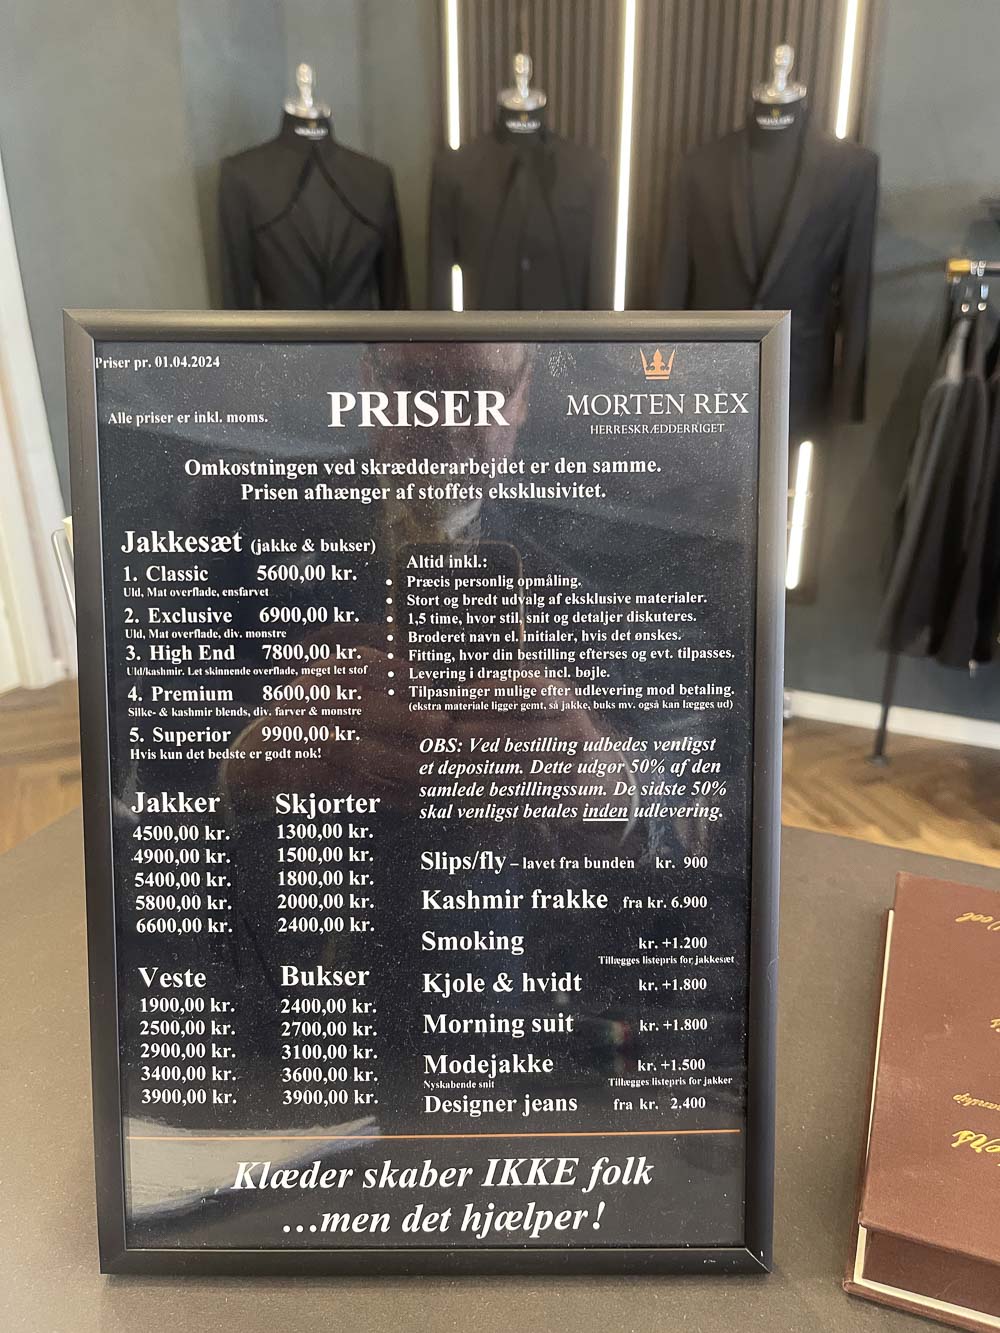 Priser pr. 01.04.2024
Alle priser er inkl. moms.
PRISER
MORTEN REX
HERRESKRÆDDERRIGET
Omkostningen ved skrædderarbejdet er den samme.
Prisen afhænger af stoffets eksklusivitet.
Jakkesæt (jakke & bukser)
1. Classic 5600,00 kr.
Uld, Mat overflade, ensfarvet
2. Exclusive 6900,00 kr.
Uld, Mat overflade, div. monstre
3. High End 7800,00 kr.
Uld/kashmir. Let skinnende overflade, meget let stof
4. Premium 8600,00 kr.
Silke- & kashmir blends, div. farver & monstre
5. Superior 9900,00 kr.
Hvis kun det bedste er godt nok!
Altid inkl.:
• Præcis personlig opmåling.
• Stort og bredt udvalg af eksklusive materialer.
• 1,5 time, hvor stil, snit og detaljer diskuteres.
• Broderet navn el. initialer, hvis det ønskes.
• Fitting, hvor din bestilling efterses og evt. tilpasses.
• Levering i dragtpose incl. bøjle.
• Tilpasninger mulige efter udlevering mod betaling.
(ekstra materiale ligger gemt, så jakke, buks mv. også kan lægges ud)
OBS: Ved bestilling udbedes venligst
et depositum. Dette udgør 50% af den
samlede bestillingssum. De sidste 50%
skal venligst betales inden udlevering.
Jakker
4500,00 kr.
4900,00 kr.
5400,00 kr.
5800,00 kr.
6600,00 kr.
Skjorter
1300,00 kr.
1500,00 kr.
1800,00 kr.
2000,00 kr.
2400,00 kr.
Veste
1900,00 kr.
2500,00 kr.
2900,00 kr.
3400,00 kr.
3900,00 kr.
Bukser
2400,00 kr.
2700,00 kr.
3100,00 kr.
3600,00 kr.
3900,00 kr.
Slips/fly – lavet fra bunden kr. 900
Kashmir frakke fra kr. 6.900
Smoking kr. +1.200
Tillægges listepris for jakkesæt
Kjole & hvidt kr. +1.800
Morning suit kr. +1.800
Modejakke kr. +1.500
Nyskabende snit Tillægges listepris for jakker
Designer jeans fra kr. 2.400
Klæder skaber IKKE folk
...men det hjælper!